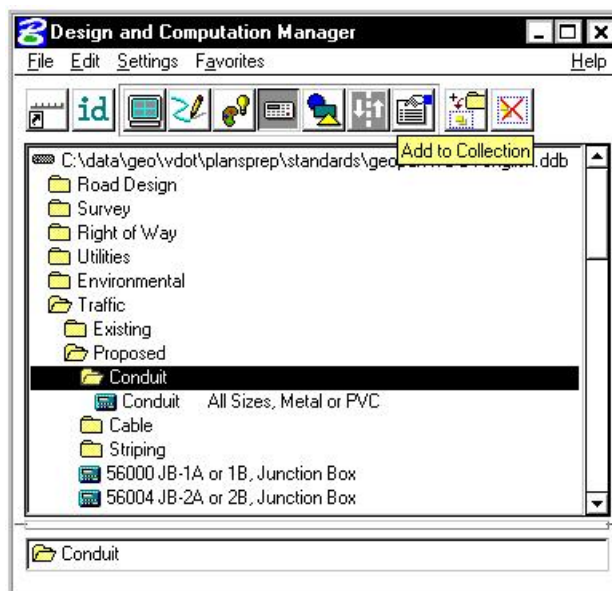 Design and Computation Manager
File Edit Settings Favorites Help
id
Add to Collection
C:\data\geo\vdot\plansprep\standards\geop .ddb
Road Design
Survey
Right of Way
Utilities
Environmental
Traffic
Existing
Proposed
Conduit
Conduit All Sizes, Metal or PVC
Cable
Striping
56000 JB-1A or 1B, Junction Box
56004 JB-2A or 2B, Junction Box
Conduit